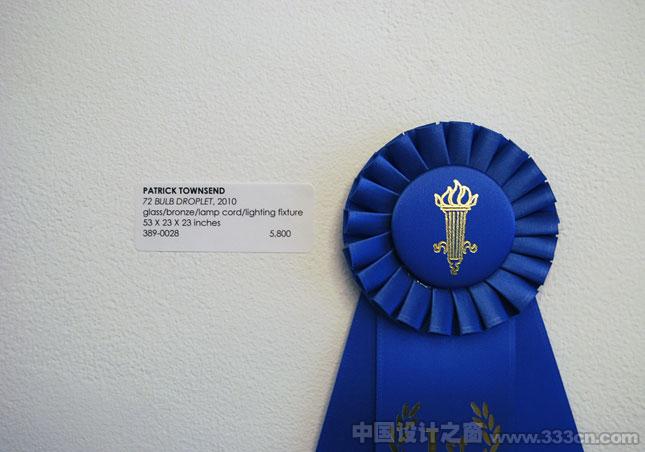 PATRICK TOWNSEND
72 BULB DROPLET, 2010
glass/bronze/lamp cord/lighting fixture
53 X 23 X 23 inches
389-0028 5,800
中国设计之窗 www.333cn.com